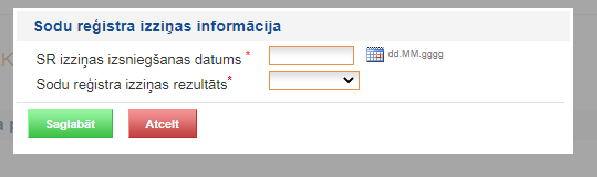 Sodu reģistra izziņas informācija
SR izziņas izsniegšanas datums * dd.MM.gggg
Sodu reģistra izziņas rezultāts*
Saglabāt Atcelt